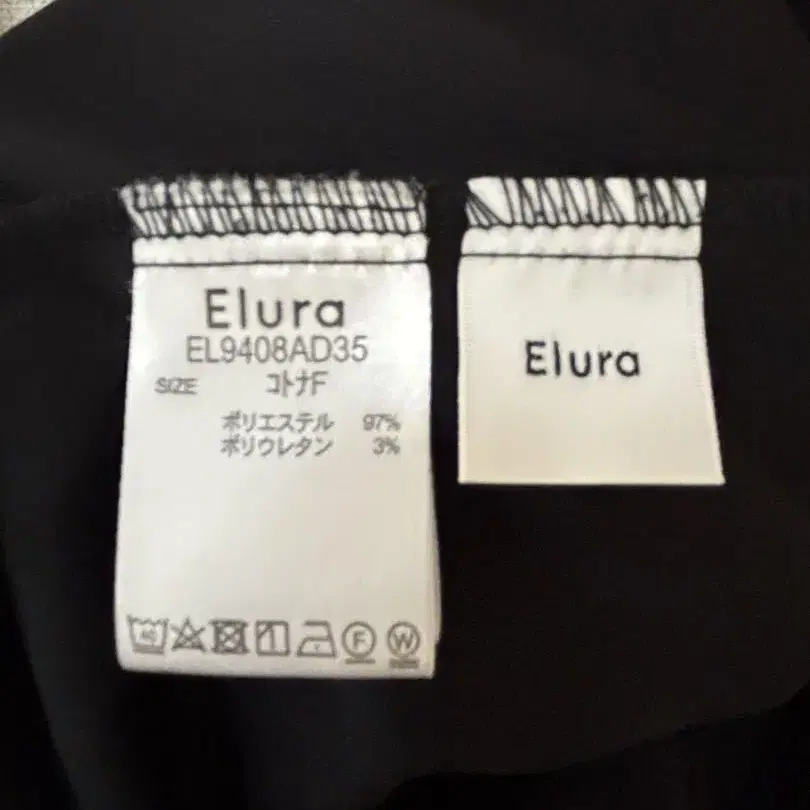 Elura
EL9408AD35
SIZE コトナF
ポリエステル 97%
ポリウレタン 3%
40
F W
Elura